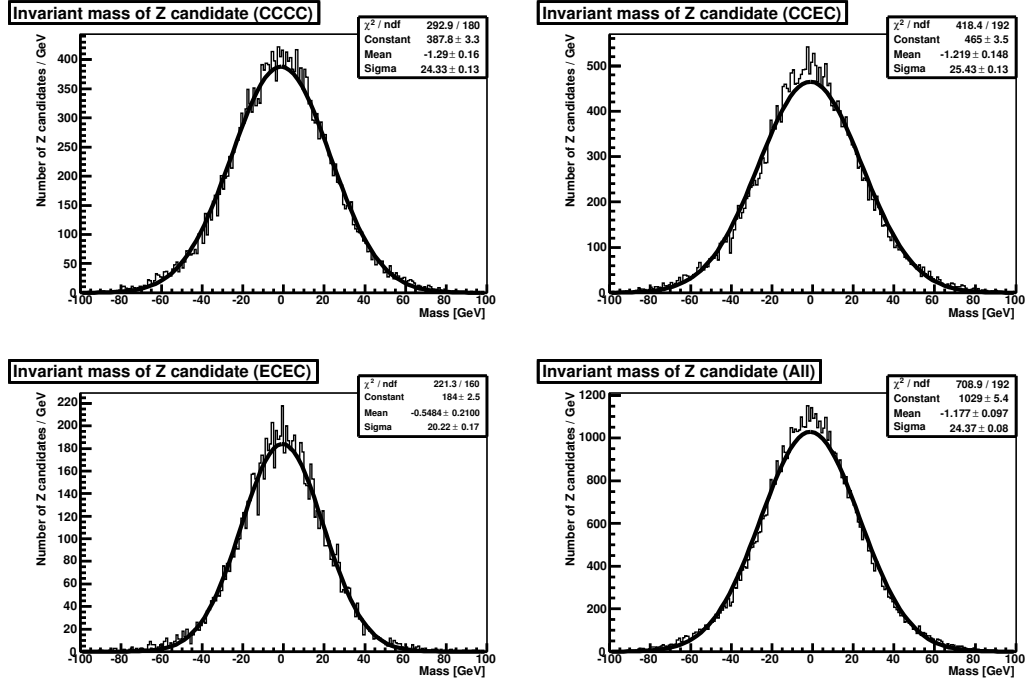 Invariant mass of Z candidate (CCCC)
χ² / ndf 292.9 / 180
Constant 387.8 ± 3.3
Mean -1.29 ± 0.16
Sigma 24.33 ± 0.13
Number of Z candidates / GeV
400
350
300
250
200
150
100
50
0
-100 -80 -60 -40 -20 0 20 40 60 80 100
Mass [GeV]
Invariant mass of Z candidate (CCEC)
χ² / ndf 418.4 / 192
Constant 465 ± 3.5
Mean -1.219 ± 0.148
Sigma 25.43 ± 0.13
Number of Z candidates / GeV
500
400
300
200
100
0
-100 -80 -60 -40 -20 0 20 40 60 80 100
Mass [GeV]
Invariant mass of Z candidate (ECEC)
χ² / ndf 221.3 / 160
Constant 184 ± 2.5
Mean -0.5484 ± 0.2100
Sigma 20.22 ± 0.17
Number of Z candidates / GeV
220
200
180
160
140
120
100
80
60
40
20
0
-100 -80 -60 -40 -20 0 20 40 60 80 100
Mass [GeV]
Invariant mass of Z candidate (All)
χ² / ndf 708.9 / 192
Constant 1029 ± 5.4
Mean -1.177 ± 0.097
Sigma 24.37 ± 0.08
Number of Z candidates / GeV
1200
1000
800
600
400
200
0
-100 -80 -60 -40 -20 0 20 40 60 80 100
Mass [GeV]